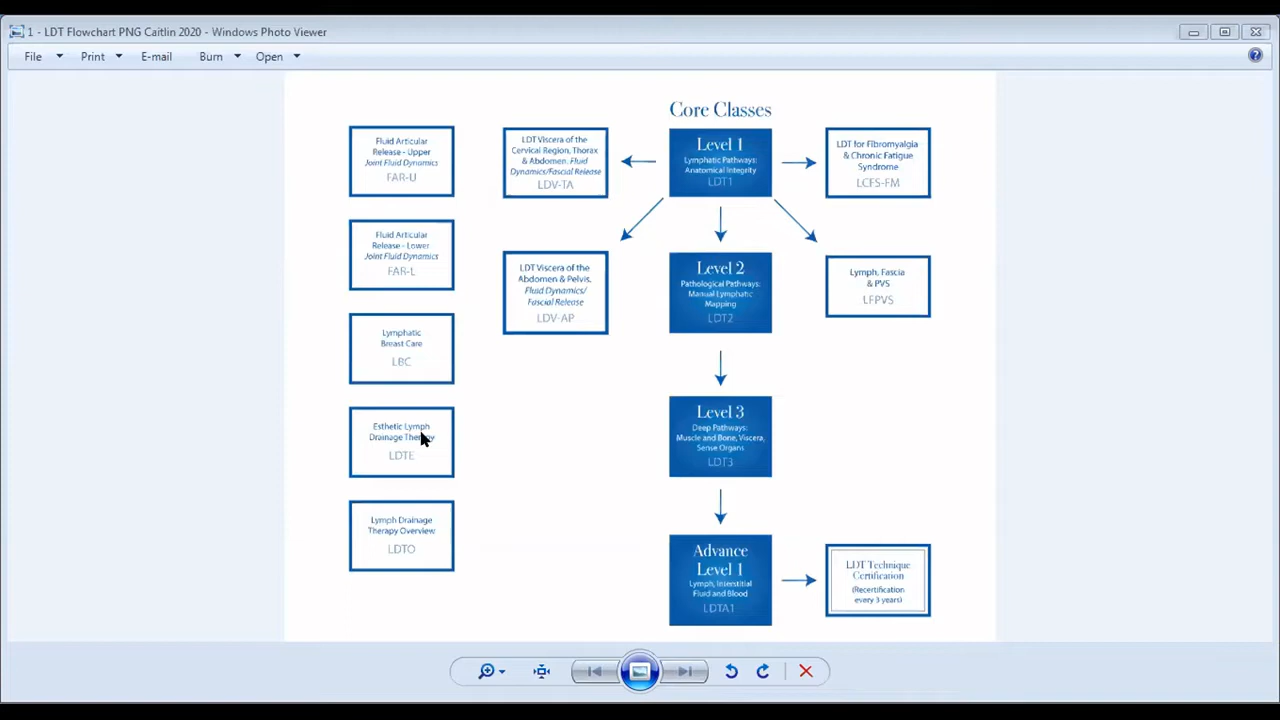 1 - LDT Flowchart PNG Caitlin 2020 - Windows Photo Viewer
File Print E-mail Burn Open
Core Classes
Fluid Articular
Release - Upper
Joint Fluid Dynamics
FAR-U
LDT Viscera of the
Cervical Region, Thorax
& Abdomen, Fluid
Dynamics/Fascial Release
LDV-TA
Level 1
Lymphatic Pathways:
Anatomical Integrity
LDT1
LDT for Fibromyalgia
& Chronic Fatigue
Syndrome
LCFS-FM
Fluid Articular
Release - Lower
Joint Fluid Dynamics
FAR-L
LDT Viscera of the
Abdomen & Pelvis,
Fluid Dynamics/
Fascial Release
LDV-AP
Level 2
Pathological Pathways:
Manual Lymphatic
Mapping
LDT2
Lymph, Fascia
& PVS
LFPVS
Lymphatic
Breast Care
LBC
Esthetic Lymph
Drainage Therapy
LDTE
Level 3
Deep Pathways:
Muscle and Bone, Viscera,
Sense Organs
LDT3
Lymph Drainage
Therapy Overview
LDTO
Advance
Level 1
Lymph, Interstitial
Fluid and Blood
LDTA1
LDT Technique
Certification
(Recertification
every 3 years)